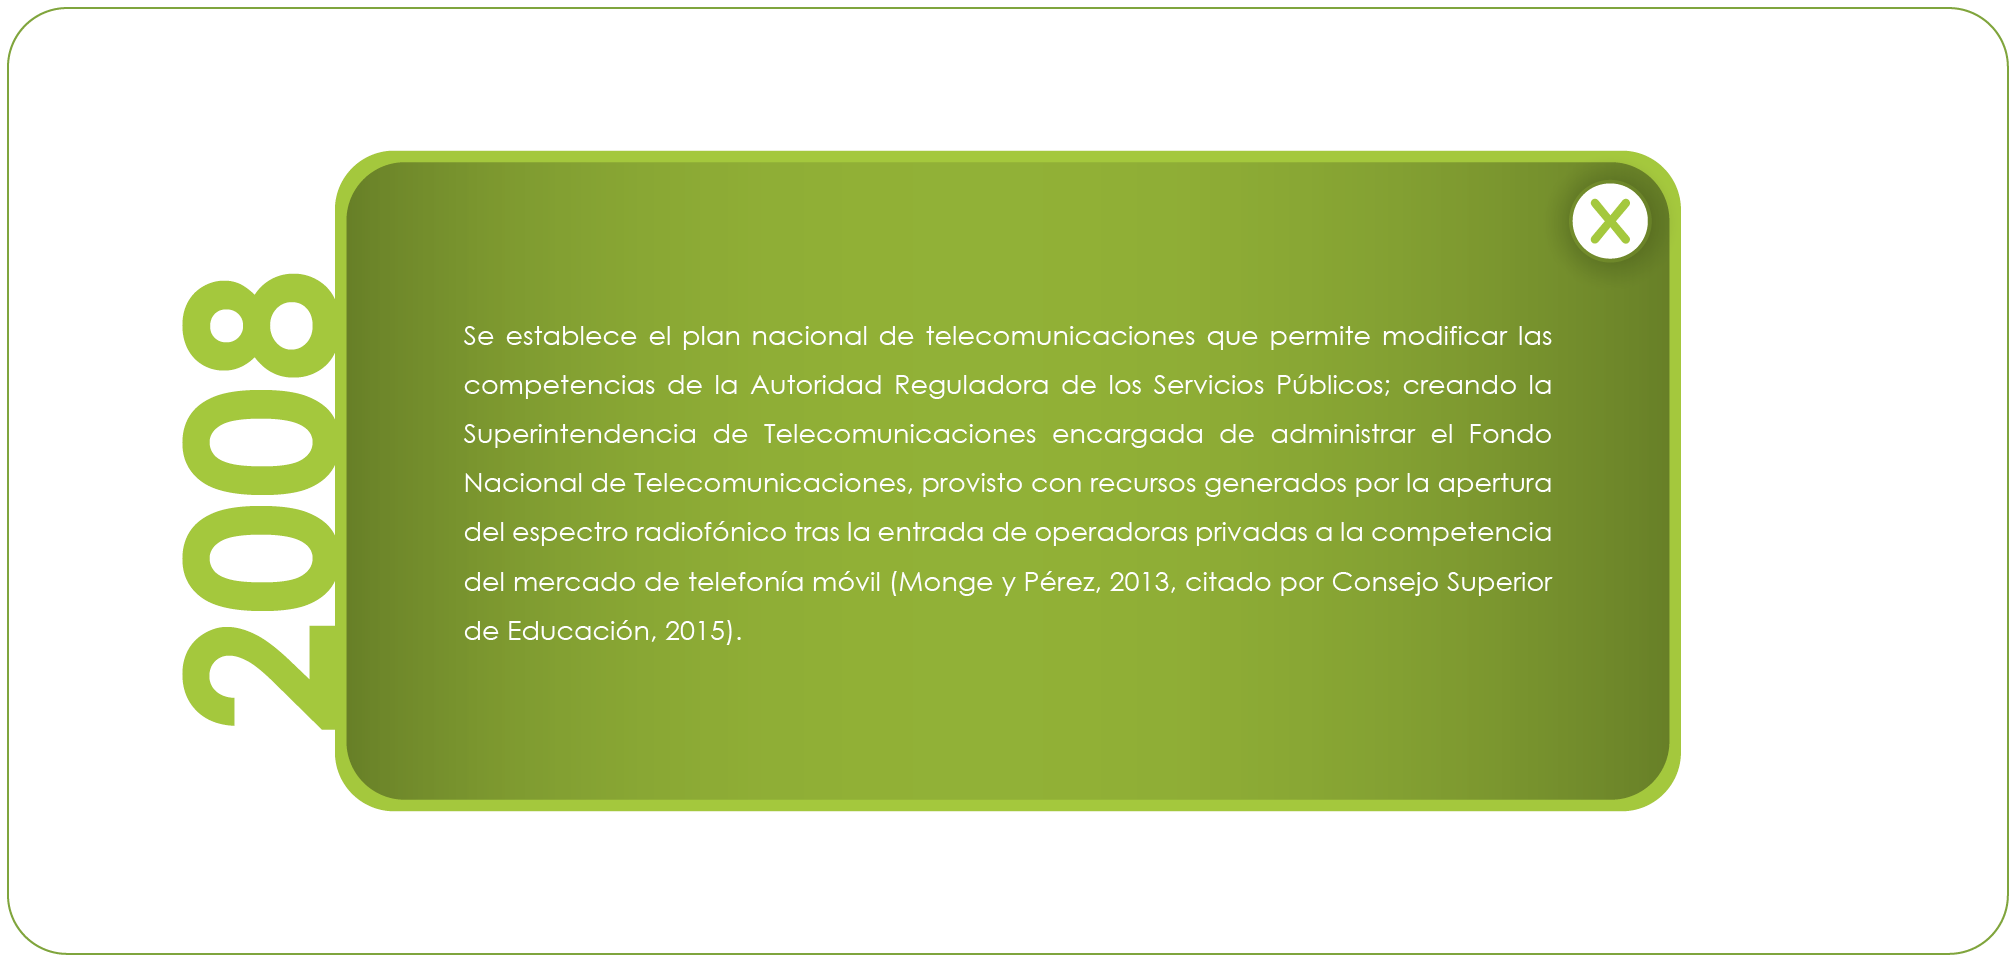 2008
X
Se establece el plan nacional de telecomunicaciones que permite modificar las
competencias de la Autoridad Reguladora de los Servicios Públicos; creando la
Superintendencia de Telecomunicaciones encargada de administrar el Fondo
Nacional de Telecomunicaciones, provisto con recursos generados por la apertura
del espectro radiofónico tras la entrada de operadoras privadas a la competencia
del mercado de telefonía móvil (Monge y Pérez, 2013, citado por Consejo Superior
de Educación, 2015).